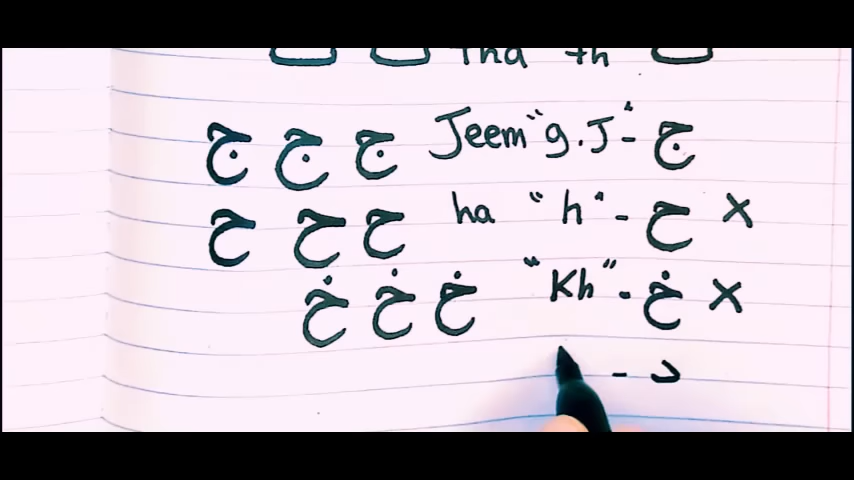 Tha th
ج ج ج Jeem "g.J" - ج
ح ح ح ha "h" - ح X
خ خ خ "Kh" - خ X
- د